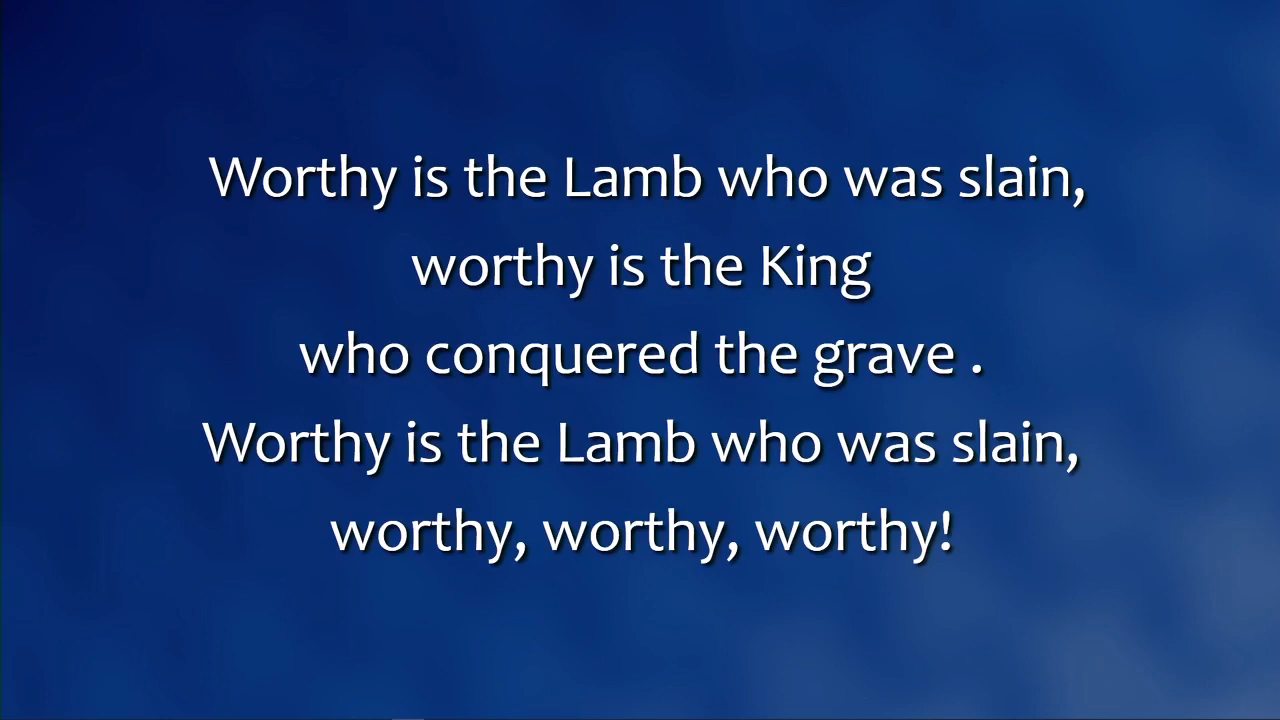 Worthy is the Lamb who was slain,
worthy is the King
who conquered the grave .
Worthy is the Lamb who was slain,
worthy, worthy, worthy!